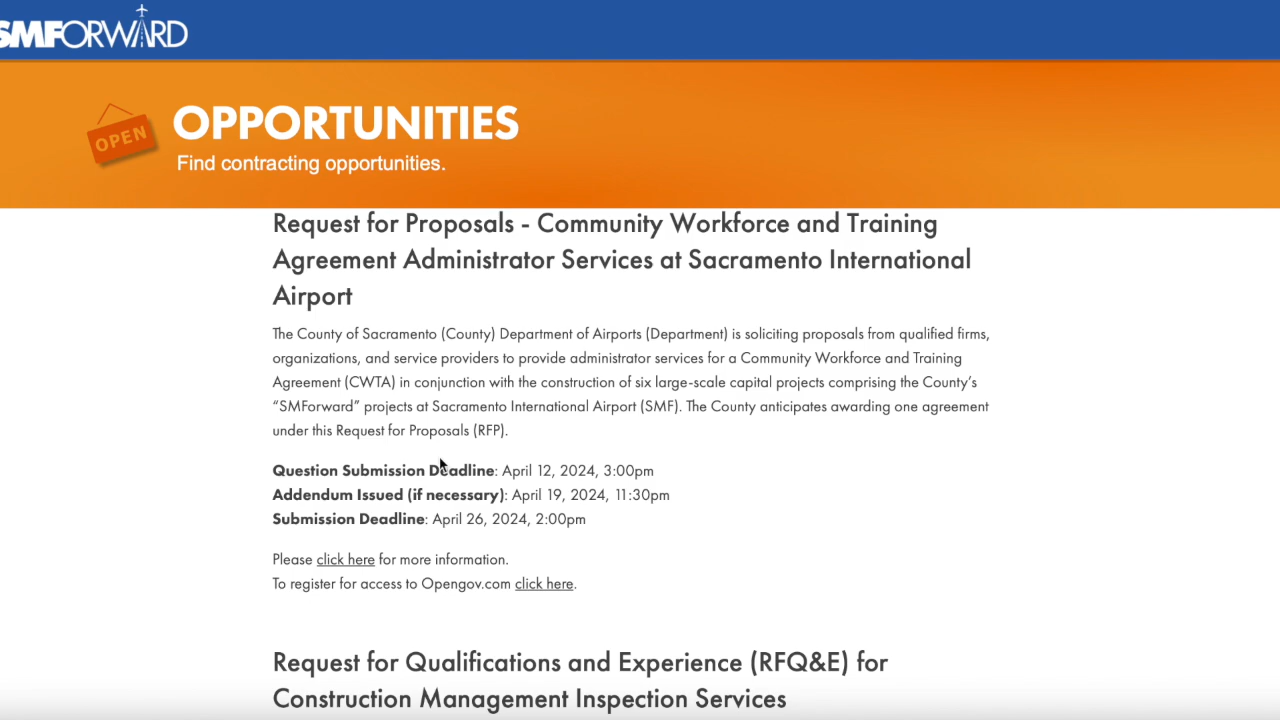 SMFORWARD
OPEN
OPPORTUNITIES
Find contracting opportunities.
Request for Proposals - Community Workforce and Training
Agreement Administrator Services at Sacramento International
Airport
The County of Sacramento (County) Department of Airports (Department) is soliciting proposals from qualified firms,
organizations, and service providers to provide administrator services for a Community Workforce and Training
Agreement (CWTA) in conjunction with the construction of six large-scale capital projects comprising the County’s
“SMForward” projects at Sacramento International Airport (SMF). The County anticipates awarding one agreement
under this Request for Proposals (RFP).
Question Submission Deadline: April 12, 2024, 3:00pm
Addendum Issued (if necessary): April 19, 2024, 11:30pm
Submission Deadline: April 26, 2024, 2:00pm
Please click here for more information.
To register for access to Opengov.com click here.
Request for Qualifications and Experience (RFQ&E) for
Construction Management Inspection Services